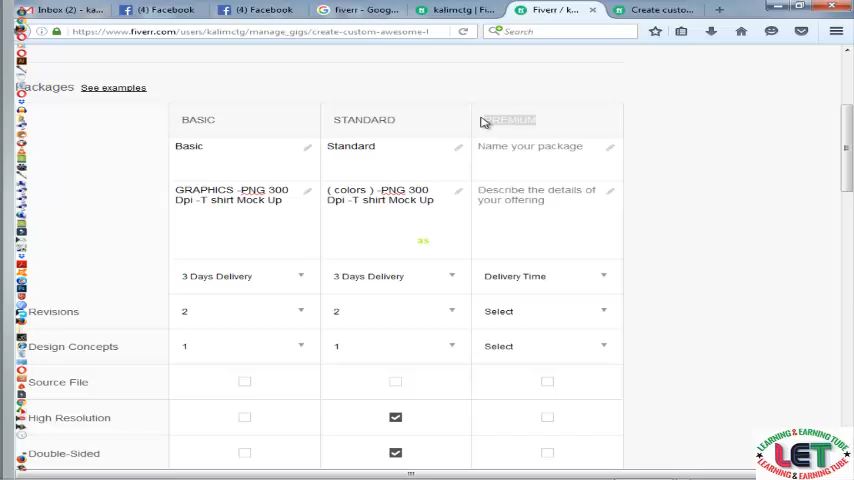 Inbox (2) - ka...
(4) Facebook
(4) Facebook
fiverr - Goog...
kalimctg | Fi...
Fiverr / k...
Create custo...
https://www.fiverr.com/users/kalimctg/manage_gigs/create-custom-awesome-l
Search
Packages See examples
BASIC STANDARD PREMIUM
Basic Standard Name your package
GRAPHICS -PNG 300 ( colors ) -PNG 300 Describe the details of
Dpi -T shirt Mock Up Dpi -T shirt Mock Up your offering
3 Days Delivery 3 Days Delivery Delivery Time
Revisions 2 2 Select
Design Concepts 1 1 Select
Source File
High Resolution
Double-Sided
LEARNING & EARNING TUBE
LET
LEARNING & EARNING TUBE